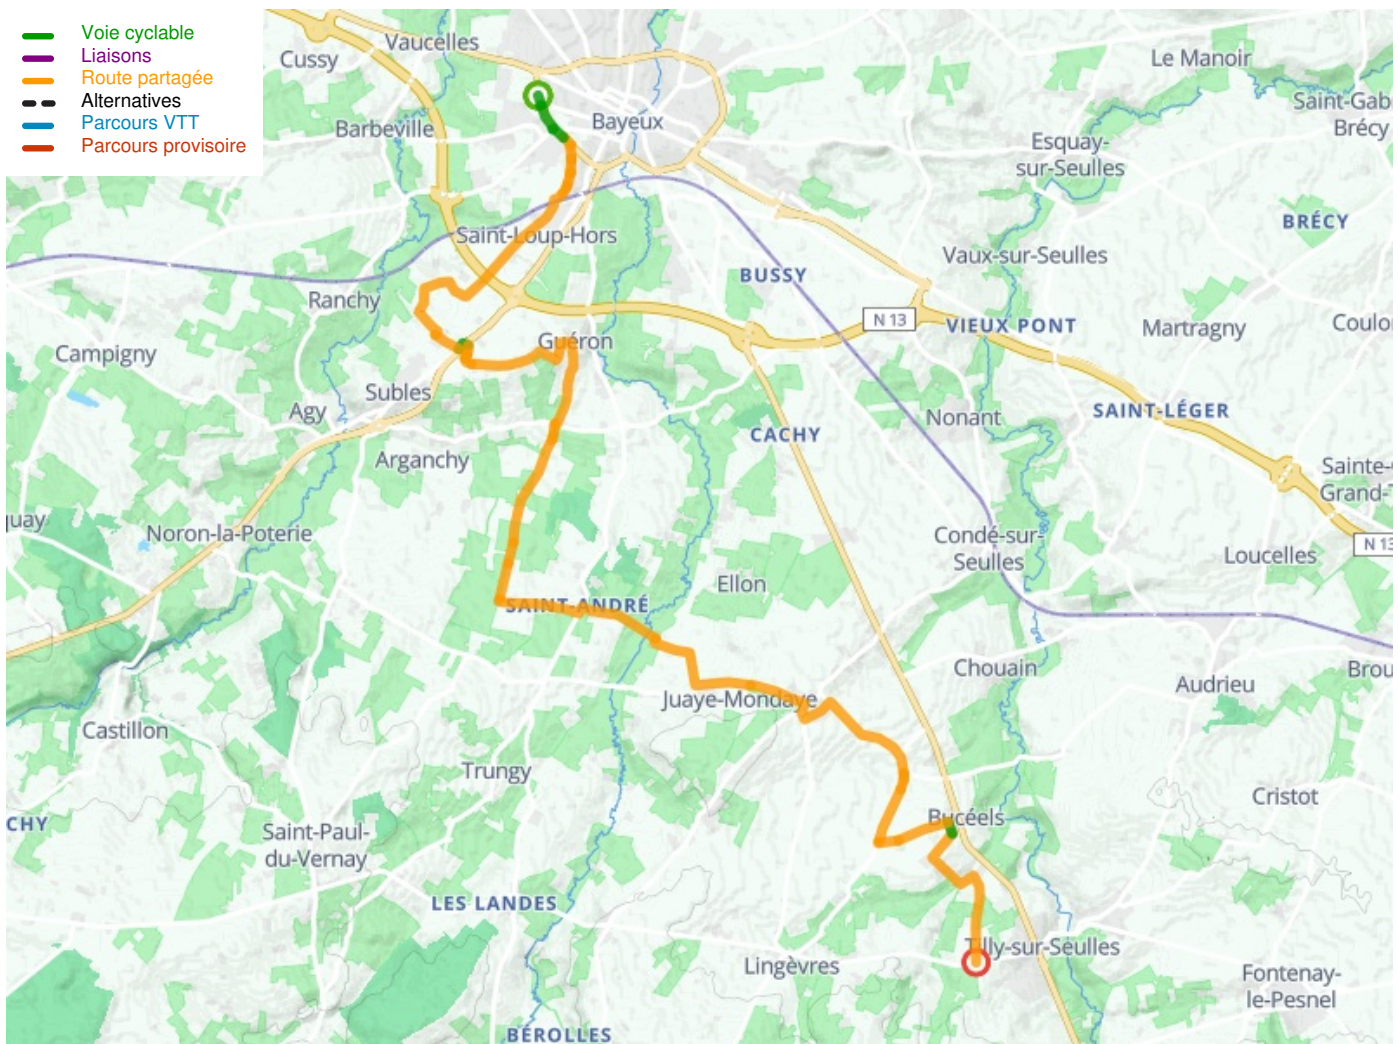 Voie cyclable
Liaisons
Route partagée
Alternatives
Parcours VTT
Parcours provisoire
Cussy
Vaucelles
Le Manoir
Barbeville
Bayeux
Saint-Gab
Brécy
Esquay-
sur-Seulles
BRÉCY
Saint-Loup-Hors
Vaux-sur-Seulles
BUSSY
Ranchy
N 13
VIEUX PONT
Martragny
Coulo
Guéron
Campigny
Subles
Agy
CACHY
Nonant
SAINT-LÉGER
Arganchy
Sainte-
Grand-
quay
Noron-la-Poterie
Condé-sur-
Seulles
N 13
Loucelles
Ellon
SAINT-ANDRÉ
Chouain
Audrieu
Brou
Juaye-Mondaye
Castillon
Trungy
Cristot
CHY
Bucéels
Saint-Paul-
du-Vernay
LES LANDES
Tilly-sur-Seulles
Lingèvres
Fontenay-
le-Pesnel
BÉROLLES